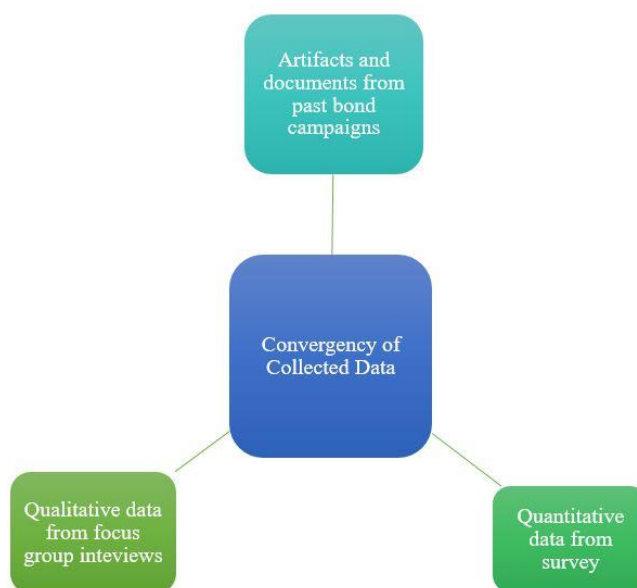 Artifacts and
documents from
past bond
campaigns
Convergency of
Collected Data
Qualitative data
from focus
group inteviews
Quantitative
data from
survey